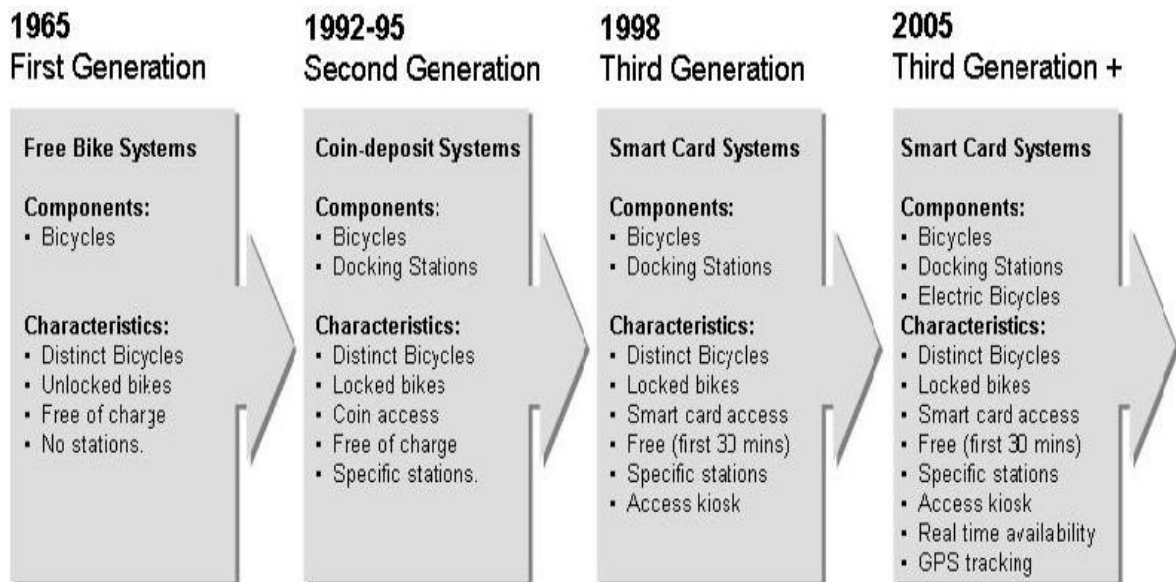 1965
First Generation
Free Bike Systems
Components:
▪ Bicycles
Characteristics:
▪ Distinct Bicycles
▪ Unlocked bikes
▪ Free of charge
▪ No stations.
1992-95
Second Generation
Coin-deposit Systems
Components:
▪ Bicycles
▪ Docking Stations
Characteristics:
▪ Distinct Bicycles
▪ Locked bikes
▪ Coin access
▪ Free of charge
▪ Specific stations.
1998
Third Generation
Smart Card Systems
Components:
▪ Bicycles
▪ Docking Stations
Characteristics:
▪ Distinct Bicycles
▪ Locked bikes
▪ Smart card access
▪ Free (first 30 mins)
▪ Specific stations
▪ Access kiosk
2005
Third Generation +
Smart Card Systems
Components:
▪ Bicycles
▪ Docking Stations
▪ Electric Bicycles
Characteristics:
▪ Distinct Bicycles
▪ Locked bikes
▪ Smart card access
▪ Free (first 30 mins)
▪ Specific stations
▪ Access kiosk
▪ Real time availability
▪ GPS tracking